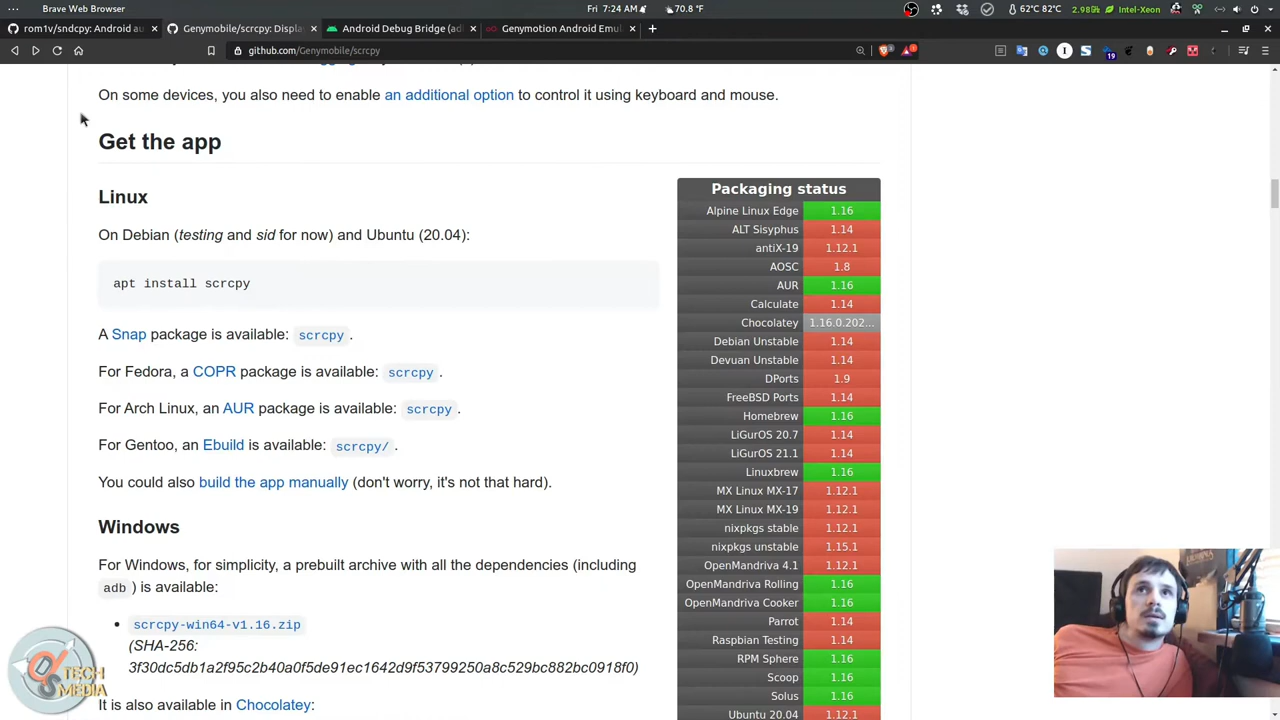 Brave Web Browser
Fri, 7:24 AM
70.8 °F
62°C 82°C
2.98%
Intel-Xeon
rom1v/sndcpy: Android au
Genymobile/scrcpy: Displa
Android Debug Bridge (ad
Genymotion Android Emul
github.com/Genymobile/scrcpy
19
On some devices, you also need to enable an additional option to control it using keyboard and mouse.
Get the app
Linux
On Debian (testing and sid for now) and Ubuntu (20.04):
apt install scrcpy
A Snap package is available: scrcpy.
For Fedora, a COPR package is available: scrcpy.
For Arch Linux, an AUR package is available: scrcpy.
For Gentoo, an Ebuild is available: scrcpy/.
You could also build the app manually (don't worry, it's not that hard).
Windows
For Windows, for simplicity, a prebuilt archive with all the dependencies (including
adb) is available:
scrcpy-win64-v1.16.zip
(SHA-256:
3f30dc5db1a2f95c2b40a0f5de91ec1642d9f53799250a8c529bc882bc0918f0)
It is also available in Chocolatey:
Packaging status
Alpine Linux Edge 1.16
ALT Sisyphus 1.14
antiX-19 1.12.1
AOSC 1.8
AUR 1.16
Calculate 1.14
Chocolatey 1.16.0.202...
Debian Unstable 1.14
Devuan Unstable 1.14
DPorts 1.9
FreeBSD Ports 1.14
Homebrew 1.16
LiGurOS 20.7 1.14
LiGurOS 21.1 1.14
Linuxbrew 1.16
MX Linux MX-17 1.12.1
MX Linux MX-19 1.12.1
nixpkgs stable 1.12.1
nixpkgs unstable 1.15.1
OpenMandriva 4.1 1.12.1
OpenMandriva Rolling 1.16
OpenMandriva Cooker 1.16
Parrot 1.14
Raspbian Testing 1.14
RPM Sphere 1.16
Scoop 1.16
Solus 1.16
Ubuntu 20.04 1.12.1
TECH
MEDIA